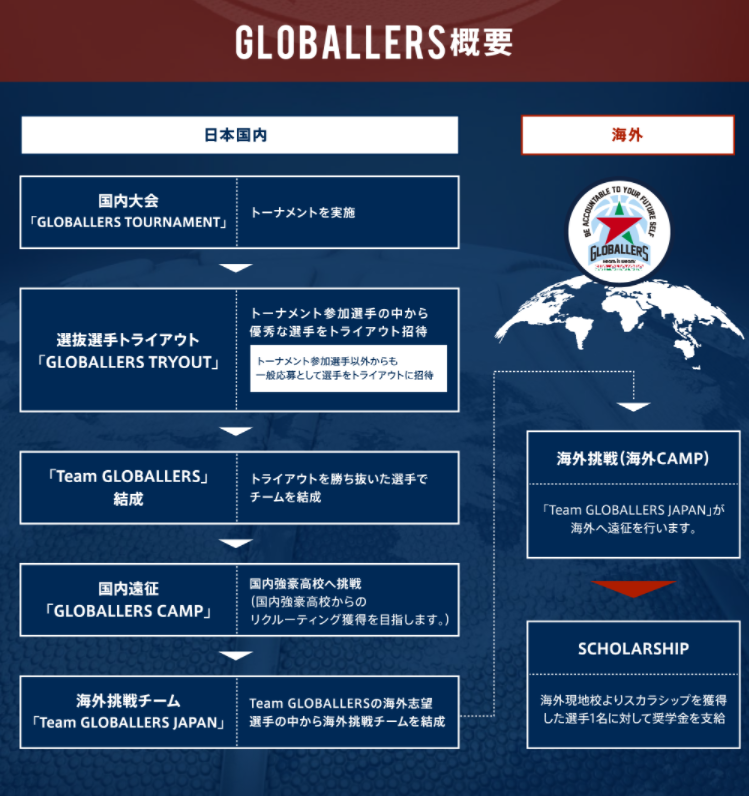 GLOBALLERS概要
日本国内
国内大会
「GLOBALLERS TOURNAMENT」
トーナメントを実施
選抜選手トライアウト
「GLOBALLERS TRYOUT」
トーナメント参加選手の中から
優秀な選手をトライアウト招待
トーナメント参加選手以外からも
一般応募として選手をトライアウトに招待
「Team GLOBALLERS」
結成
トライアウトを勝ち抜いた選手で
チームを結成
国内遠征
「GLOBALLERS CAMP」
国内強豪高校へ挑戦
(国内強豪高校からの
リクルーティング獲得を目指します。)
海外挑戦チーム
「Team GLOBALLERS JAPAN」
Team GLOBALLERSの海外志望
選手の中から海外挑戦チームを結成
海外
BE ACCOUNTABLE TO YOUR FUTURE SELF
GLOBALLERS
海外挑戦(海外CAMP)
「Team GLOBALLERS JAPAN」が
海外へ遠征を行います。
SCHOLARSHIP
海外現地校よりスカラシップを獲得
した選手1名に対して奨学金を支給